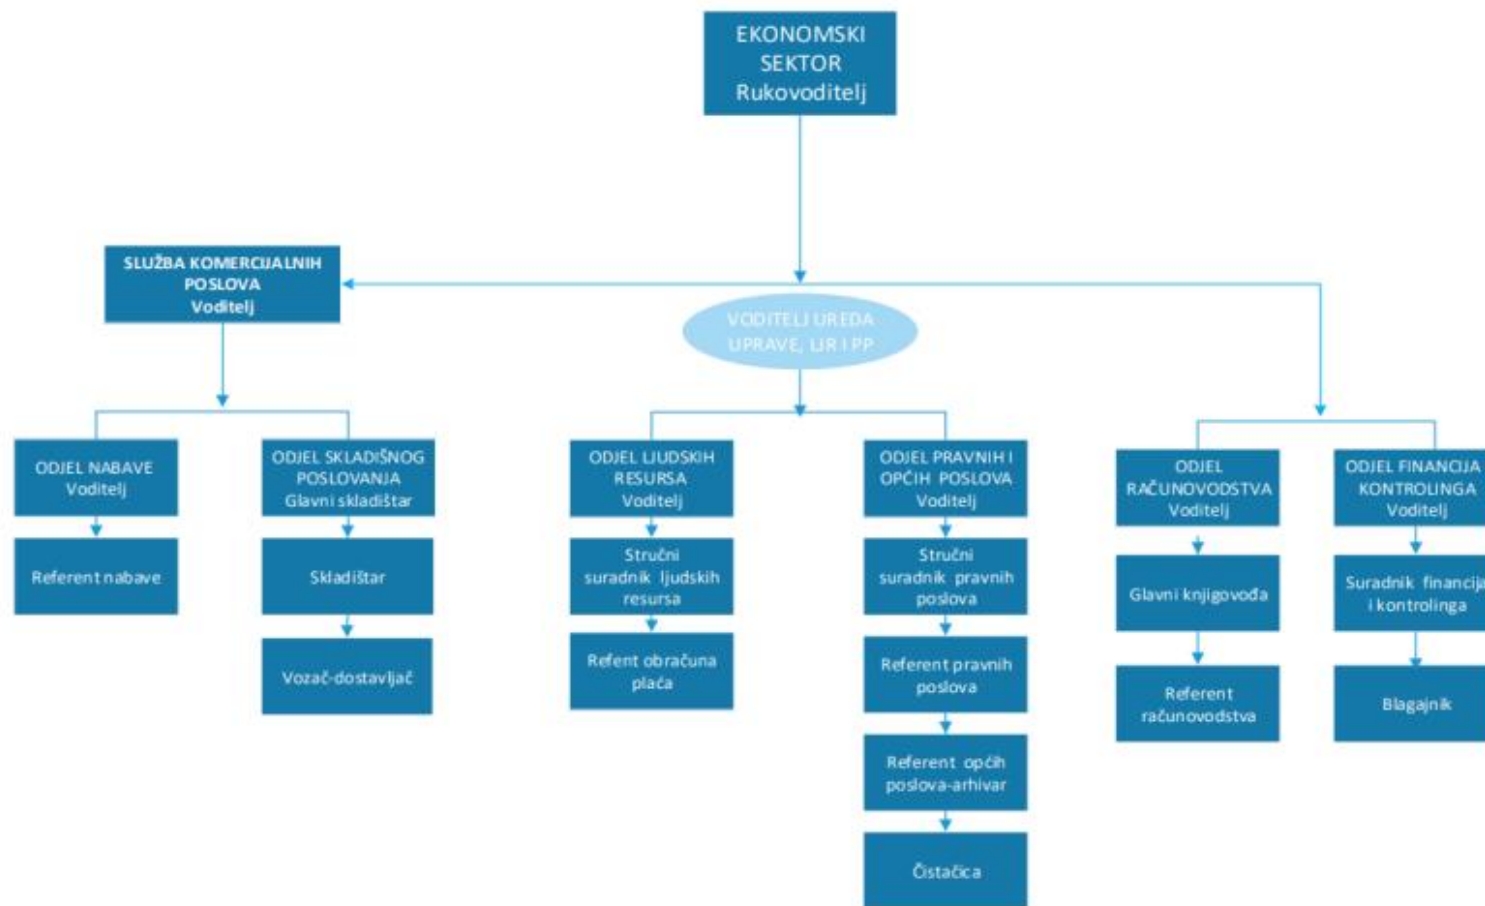 EKONOMSKI
SEKTOR
Rukovoditelj
SLUŽBA KOMERCIJALNIH
POSLOVA
Voditelj
VODITELJ UREDA
UPRAVE, LJR I PP
ODJEL NABAVE
Voditelj
Referent nabave
ODJEL SKLADIŠNOG
POSLOVANJA
Glavni skladištar
Skladištar
Vozač-dostavljač
ODJEL LJUDSKIH
RESURSA
Voditelj
Stručni
suradnik ljudskih
resursa
Refent obračuna
plaća
ODJEL PRAVNIH I
OPĆIH POSLOVA
Voditelj
Stručni
suradnik pravnih
poslova
Referent pravnih
poslova
Referent općih
poslova-arhivar
Čistačica
ODJEL
RAČUNOVODSTVA
Voditelj
Glavni knjigovođa
Referent
računovodstva
ODJEL FINANCIJA
KONTROLINGA
Voditelj
Suradnik financija
i kontrolinga
Blagajnik